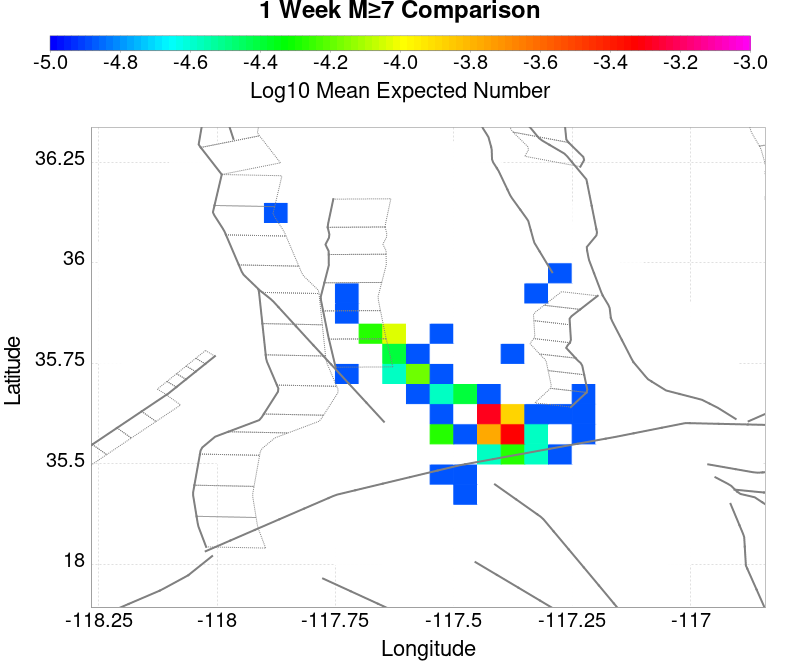 1 Week M≥7 Comparison
-5.0 -4.8 -4.6 -4.4 -4.2 -4.0 -3.8 -3.6 -3.4 -3.2 -3.0
Log10 Mean Expected Number
36.25
36
35.75
35.5
18
Latitude
-118.25 -118 -117.75 -117.5 -117.25 -117
Longitude